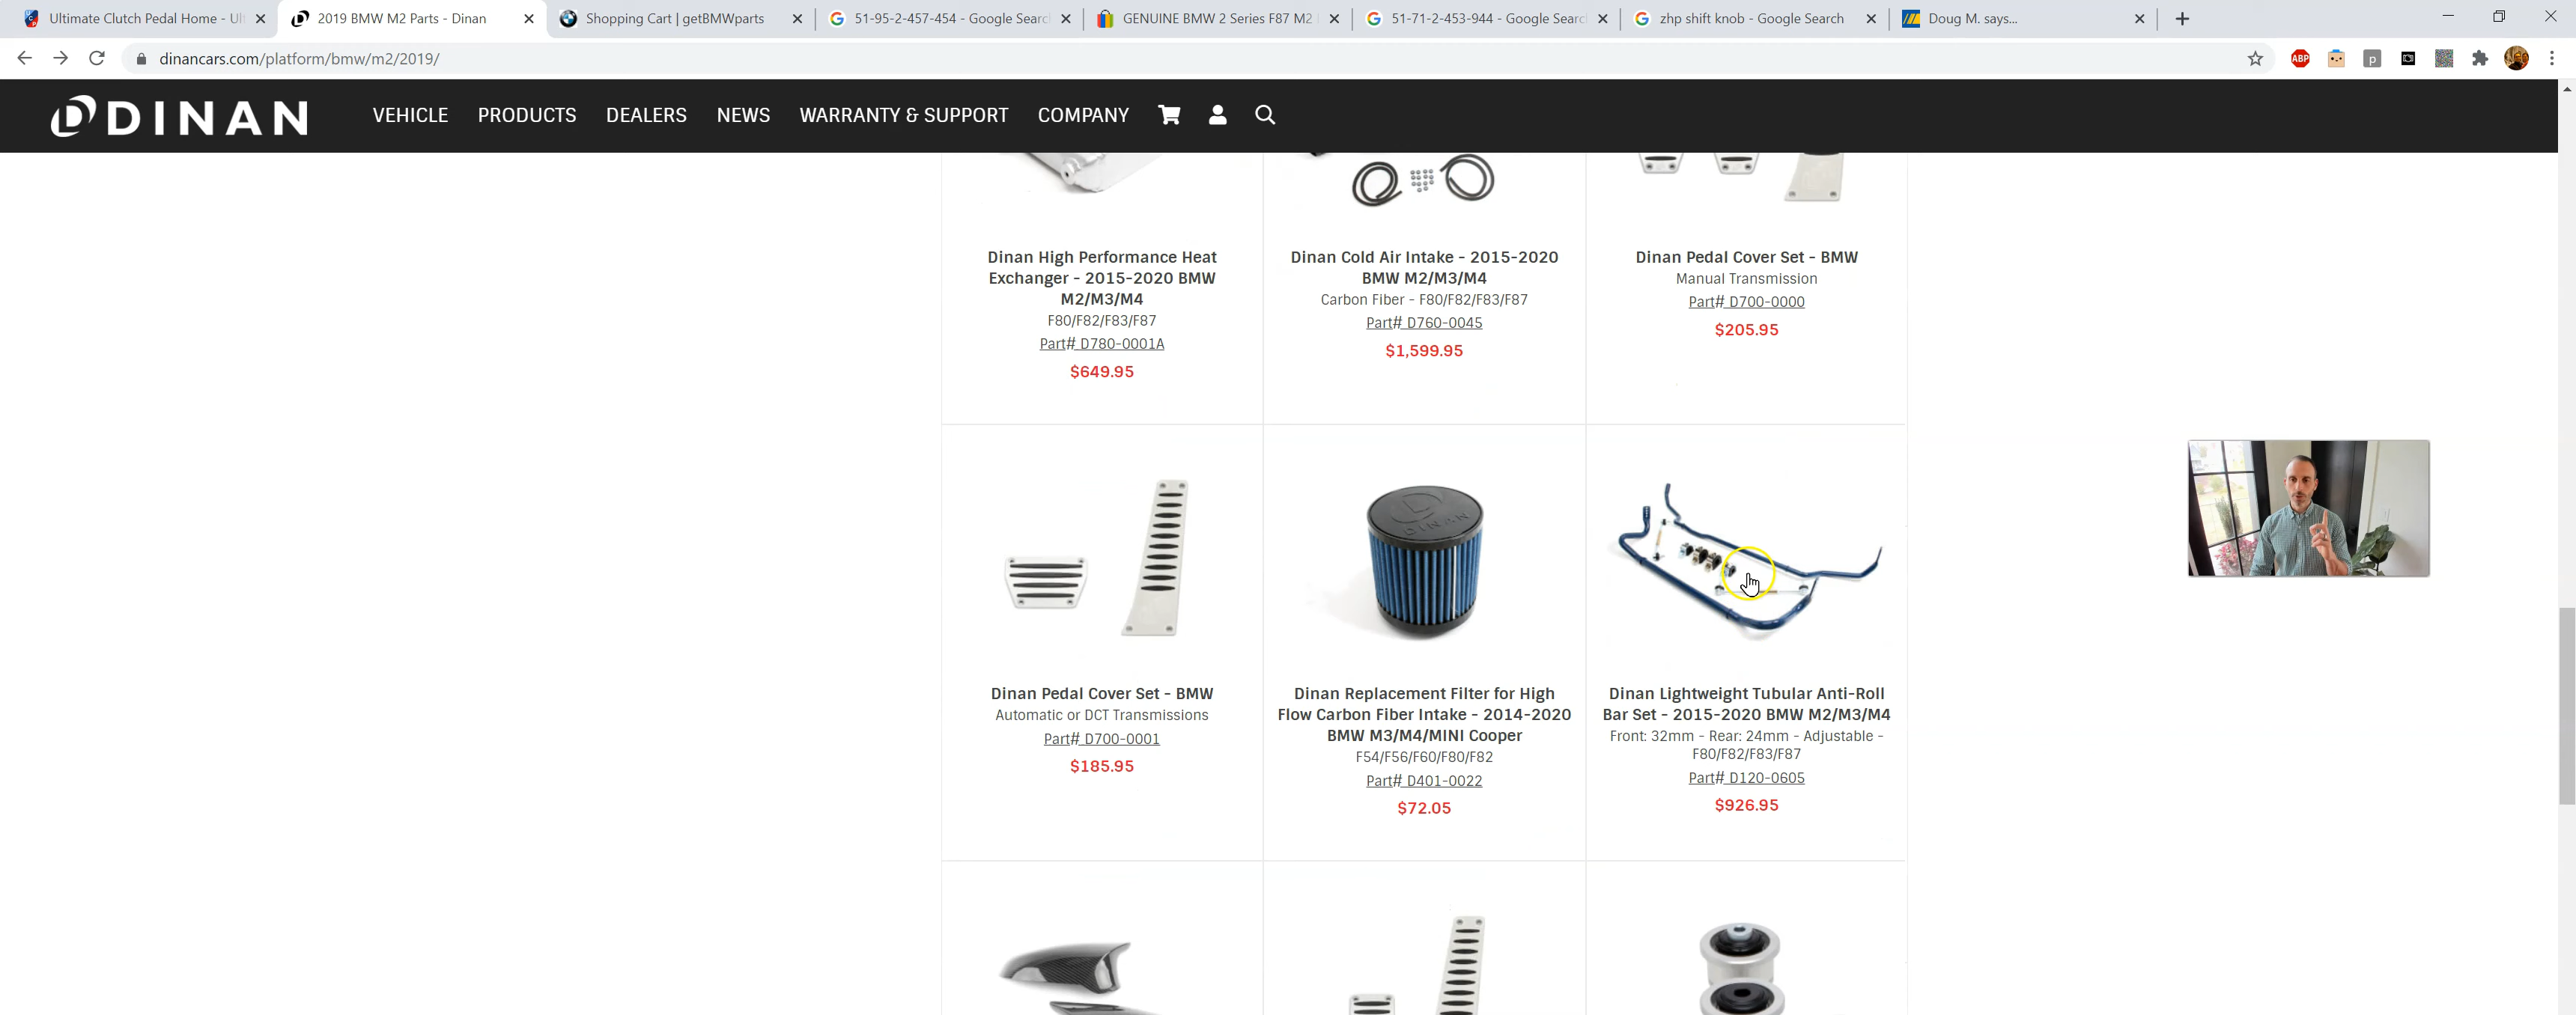 Ultimate Clutch Pedal Home - Ul
2019 BMW M2 Parts - Dinan
Shopping Cart | getBMWparts
51-95-2-457-454 - Google Searc
GENUINE BMW 2 Series F87 M2
51-71-2-453-944 - Google Searc
zhp shift knob - Google Search
Doug M. says...
dinancars.com/platform/bmw/m2/2019/
ABP
p
DINAN
VEHICLE
PRODUCTS
DEALERS
NEWS
WARRANTY & SUPPORT
COMPANY
Dinan High Performance Heat
Exchanger - 2015-2020 BMW
M2/M3/M4
F80/F82/F83/F87
Part# D780-0001A
$649.95
Dinan Cold Air Intake - 2015-2020
BMW M2/M3/M4
Carbon Fiber - F80/F82/F83/F87
Part# D760-0045
$1,599.95
Dinan Pedal Cover Set - BMW
Manual Transmission
Part# D700-0000
$205.95
DINAN
Dinan Pedal Cover Set - BMW
Automatic or DCT Transmissions
Part# D700-0001
$185.95
Dinan Replacement Filter for High
Flow Carbon Fiber Intake - 2014-2020
BMW M3/M4/MINI Cooper
F54/F56/F60/F80/F82
Part# D401-0022
$72.05
Dinan Lightweight Tubular Anti-Roll
Bar Set - 2015-2020 BMW M2/M3/M4
Front: 32mm - Rear: 24mm - Adjustable -
F80/F82/F83/F87
Part# D120-0605
$926.95